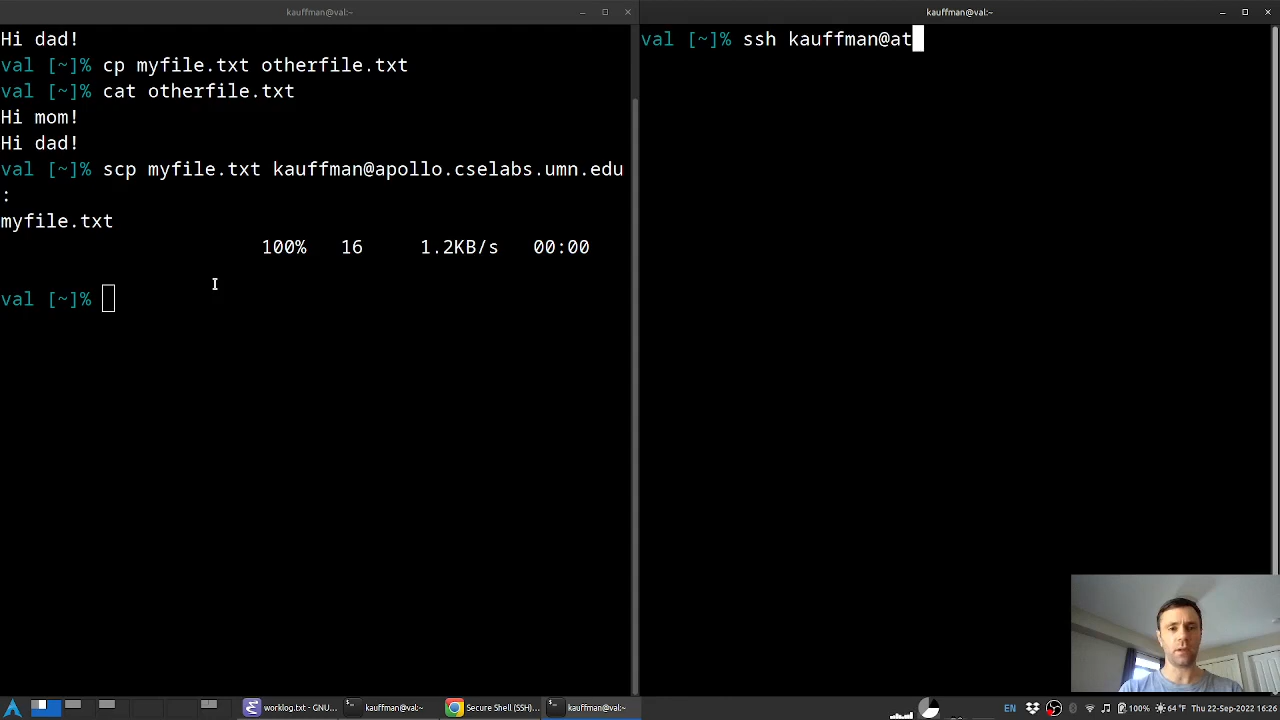 kauffman@val:~
Hi dad!
val [~]% cp myfile.txt otherfile.txt
val [~]% cat otherfile.txt
Hi mom!
Hi dad!
val [~]% scp myfile.txt kauffman@apollo.cselabs.umn.edu
:
myfile.txt
100% 16 1.2KB/s 00:00
val [~]%
kauffman@val:~
val [~]% ssh kauffman@at
worklog.txt - GNU...
kauffman@val:~
Secure Shell (SSH)...
kauffman@val:~
EN
100%
64°F
Thu 22-Sep-2022 16:26